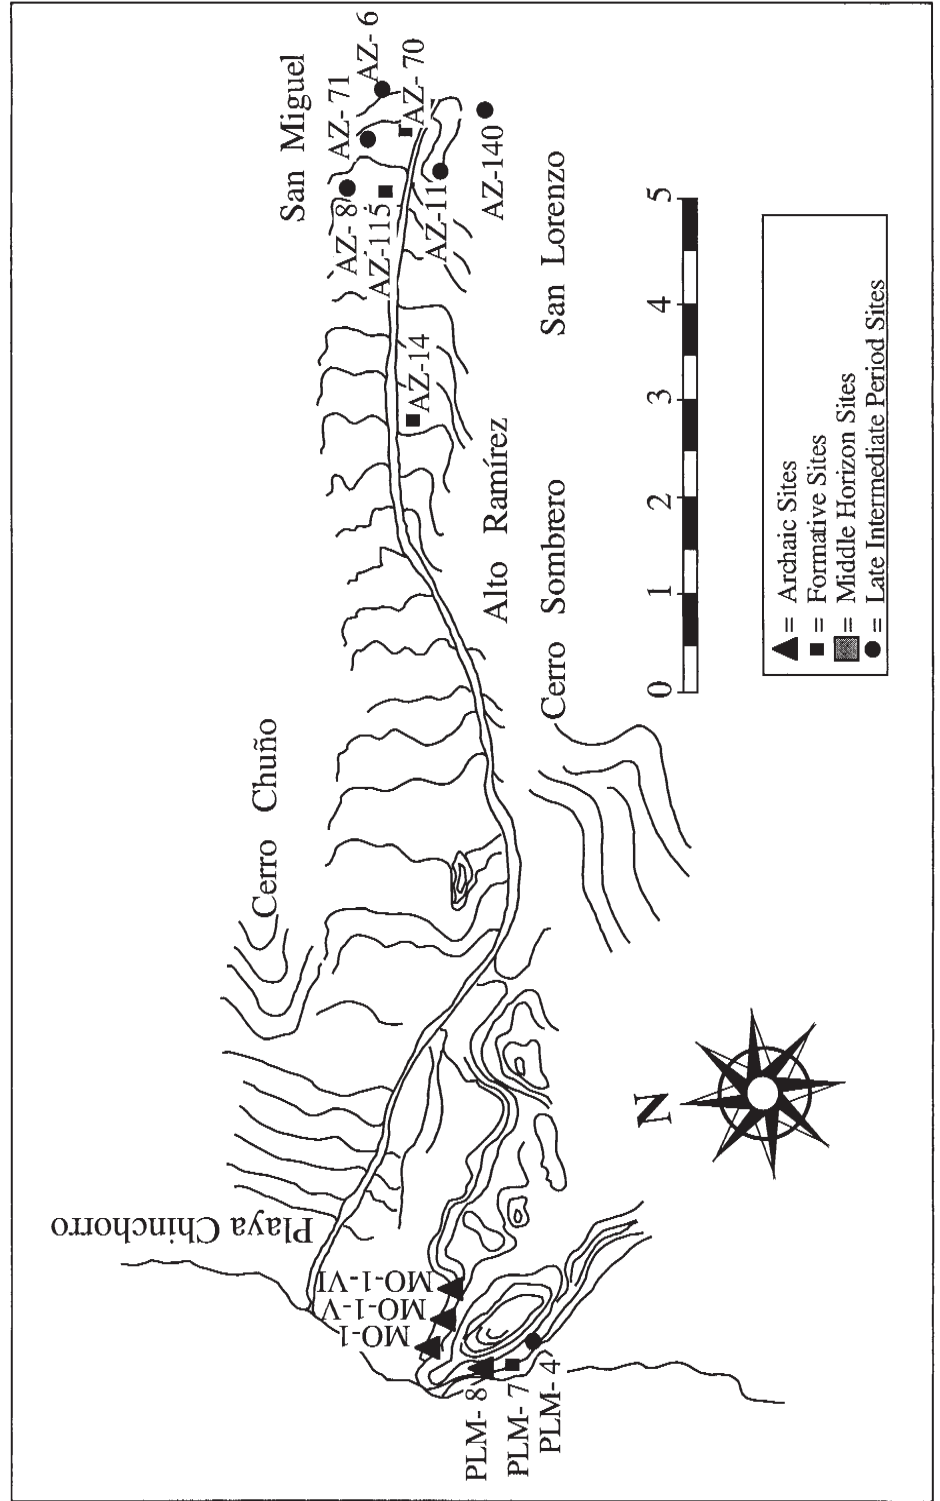 San Miguel
AZ- 6
AZ- 71
AZ- 70
AZ- 8
AZ-115
AZ-11
AZ-140
San Lorenzo
AZ-14
Alto Ramírez
Cerro Sombrero
Cerro Chuño
Playa Chinchorro
MO-1-VI
MO-1-V
MO-1
PLM- 8
PLM- 7
PLM- 4
N
0 1 2 3 4 5
= Archaic Sites
= Formative Sites
= Middle Horizon Sites
= Late Intermediate Period Sites